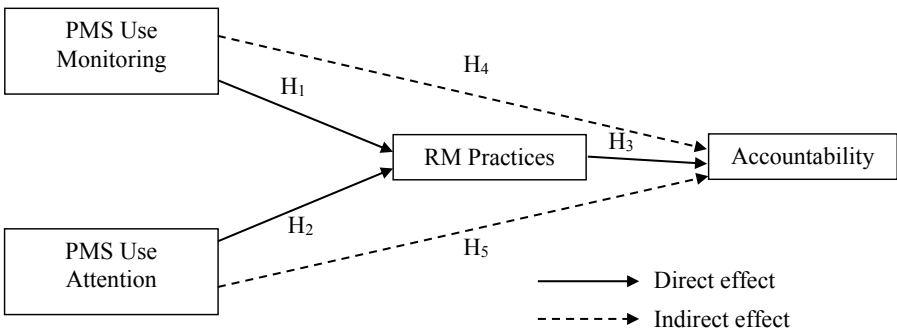 PMS Use
Monitoring
H4
H1
RM Practices
H3
Accountability
PMS Use
Attention
H2
H5
Direct effect
Indirect effect